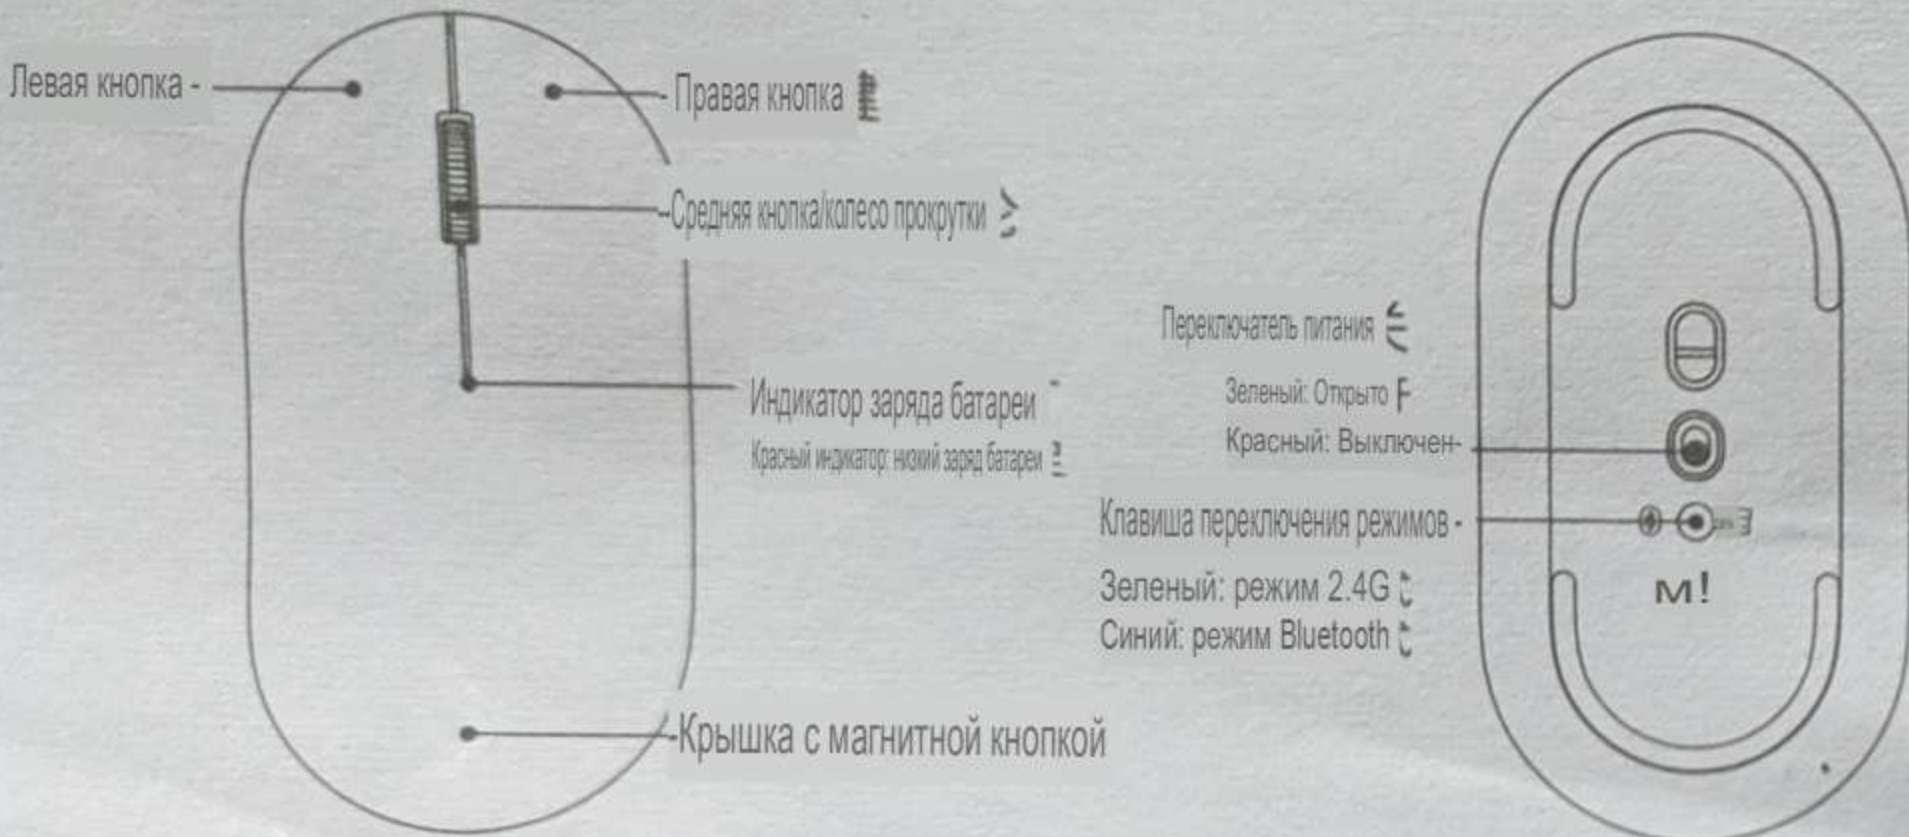 Левая кнопка -
- Правая кнопка
-Средняя кнопка/колесо прокрутки
Индикатор заряда батареи
Красный индикатор: низкий заряд батареи
-Крышка с магнитной кнопкой
Переключатель питания
Зеленый: Открыто
Красный: Выключен-
Клавиша переключения режимов -
Зеленый: режим 2.4G
Синий: режим Bluetooth
м!